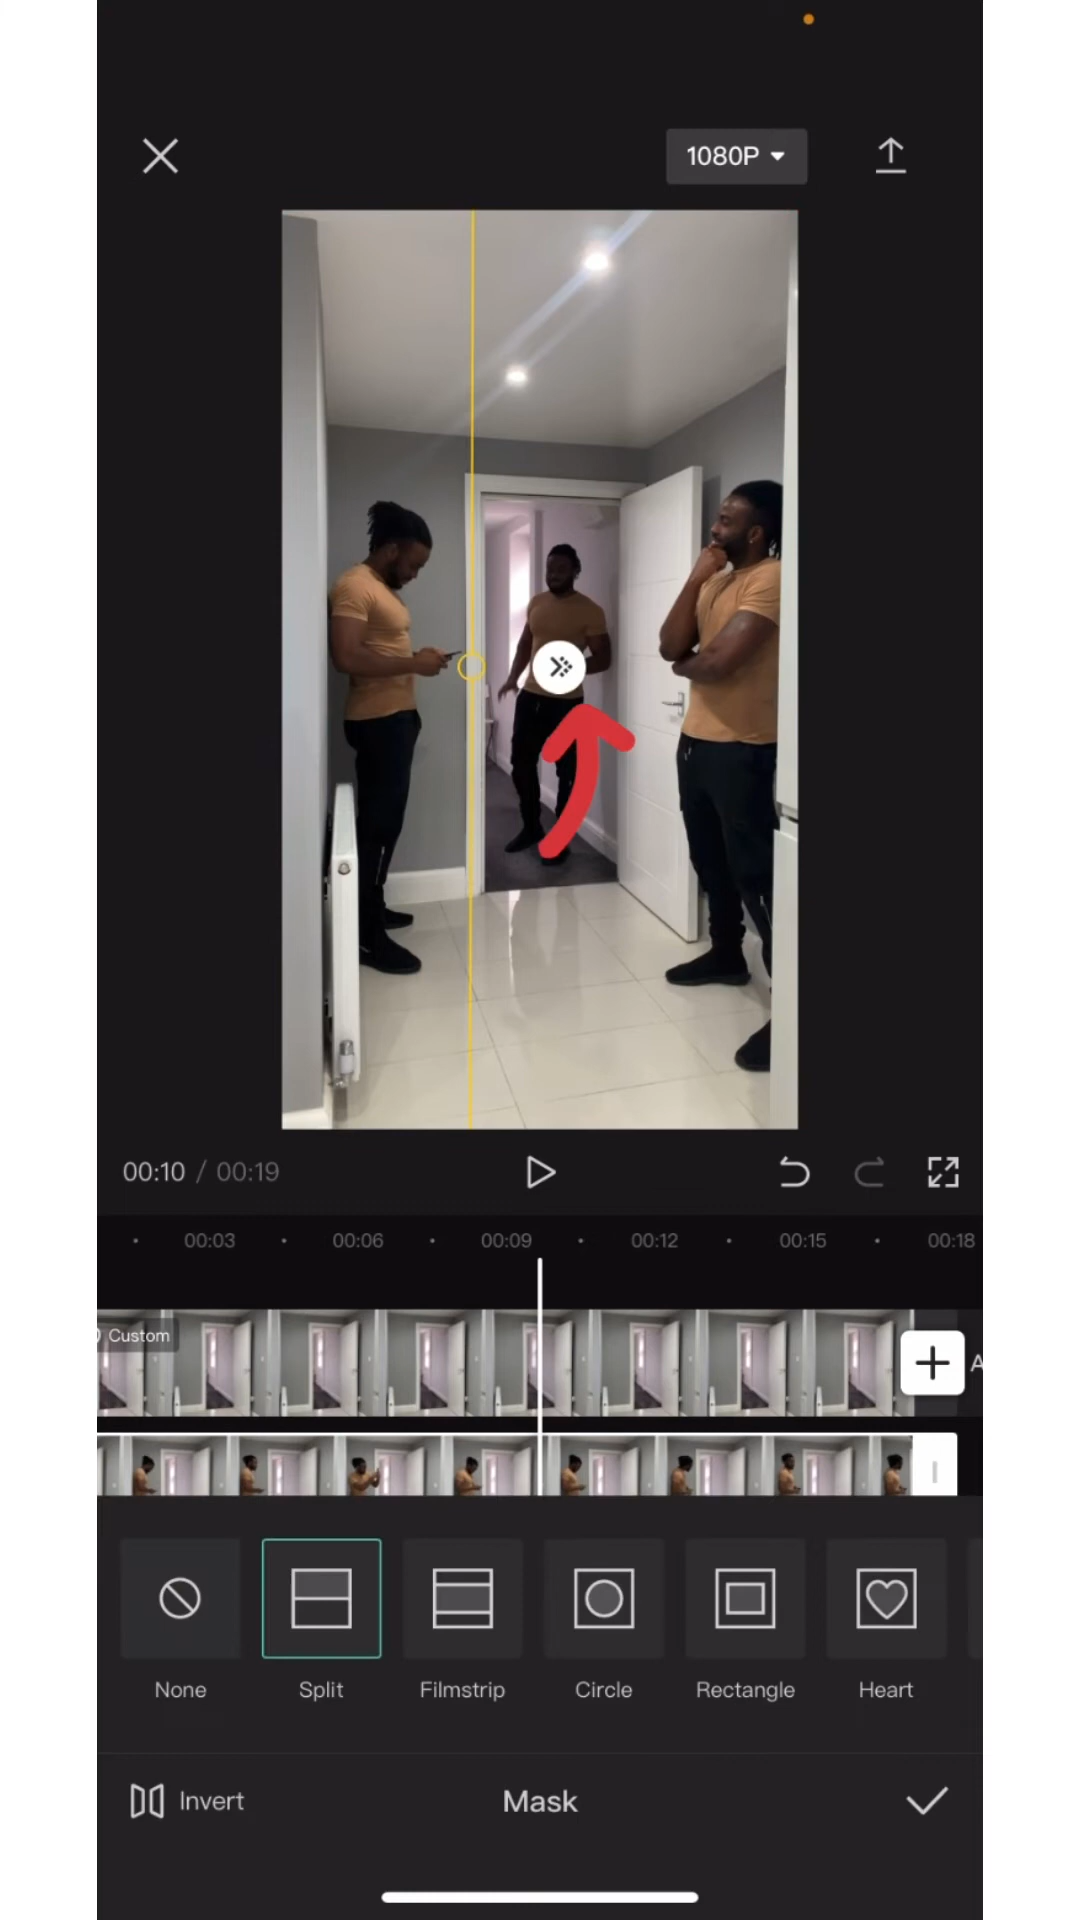 1080P
00:10 / 00:19
00:03 00:06 00:09 00:12 00:15 00:18
Custom
A
None Split Filmstrip Circle Rectangle Heart
Invert Mask